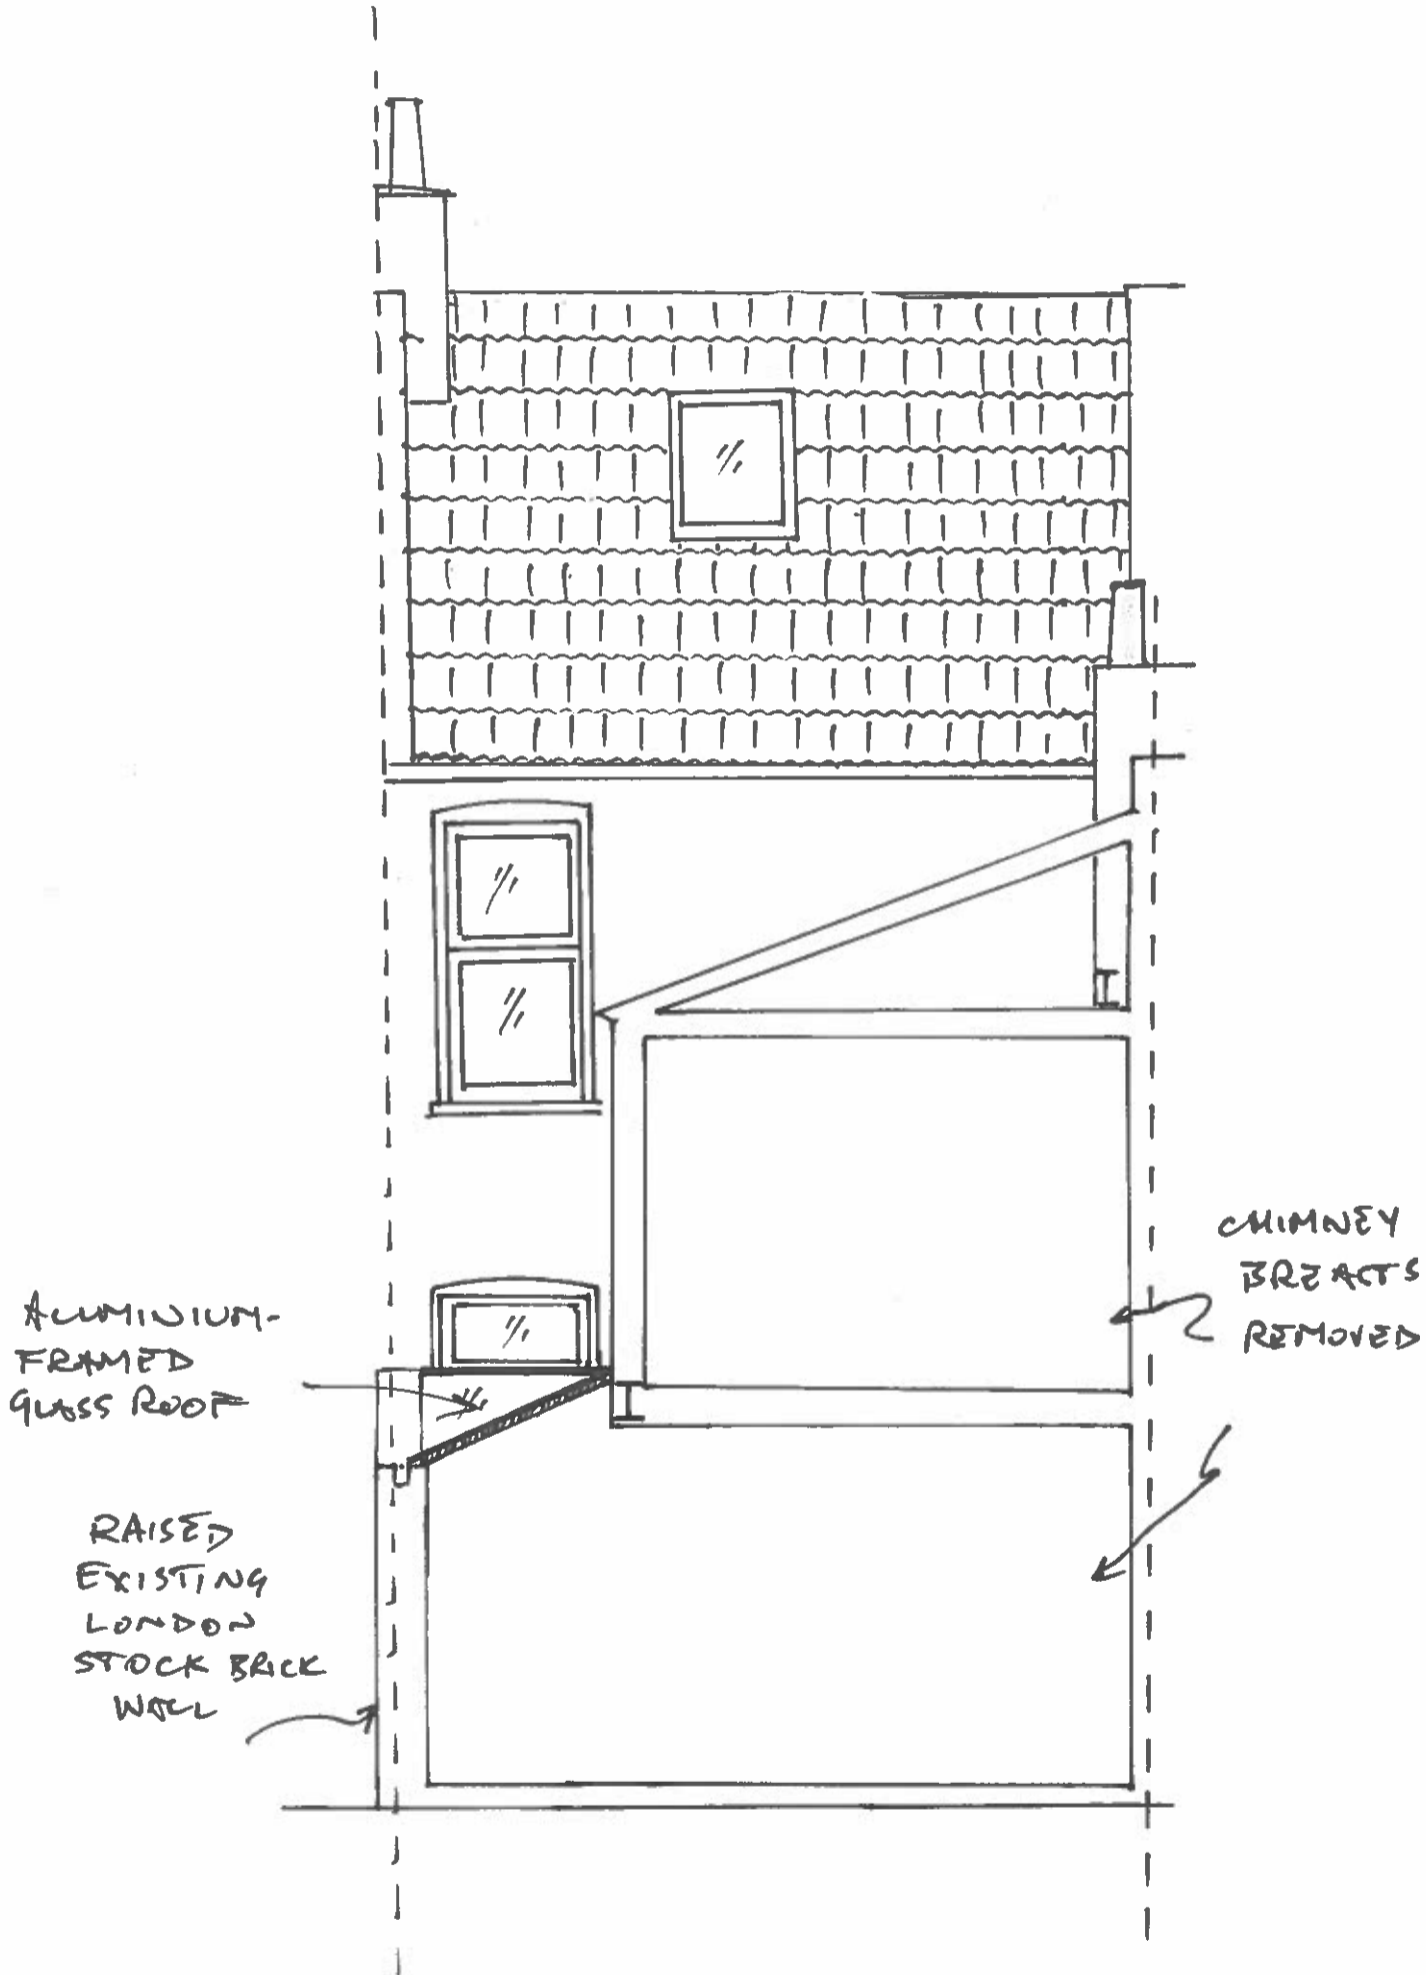 CHIMNEY
BREASTS
REMOVED
ALUMINIUM-
FRAMED
GLASS ROOF
RAISED
EXISTING
LONDON
STOCK BRICK
WALL